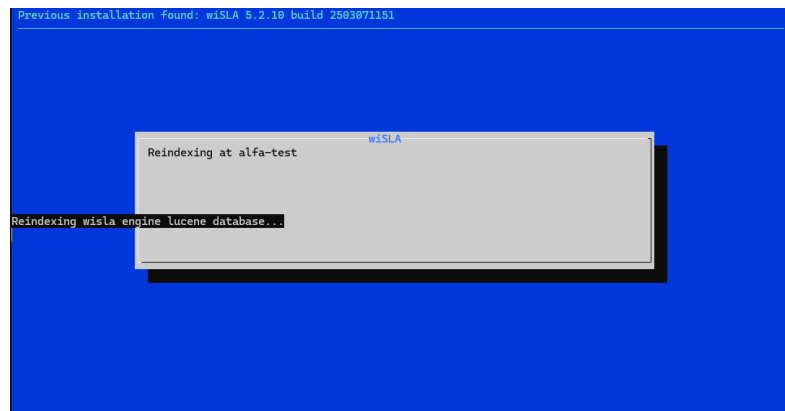 Previous installation found: wiSLA 5.2.10 build 2503071151
wiSLA
Reindexing at alfa-test
Reindexing wisla engine lucene database...